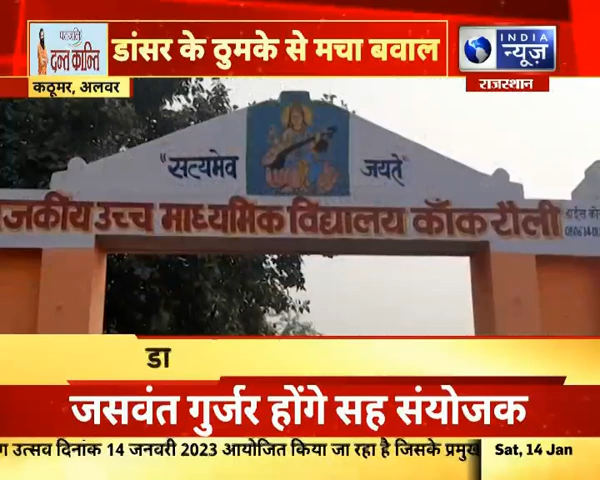 पतंजलि
दन्त कान्ति
डांसर के ठुमके से मचा बवाल
INDIA
न्यूज़
राजस्थान
कठूमर, अलवर
"सत्यमेव जयते"
जकीय उच्च माध्यमिक विद्यालय काँकरौली
डा
जसवंत गुर्जर होंगे सह संयोजक
ग उत्सव दिनांक 14 जनवरी 2023 आयोजित किया जा रहा है जिसके प्रमुख
Sat, 14 Jan